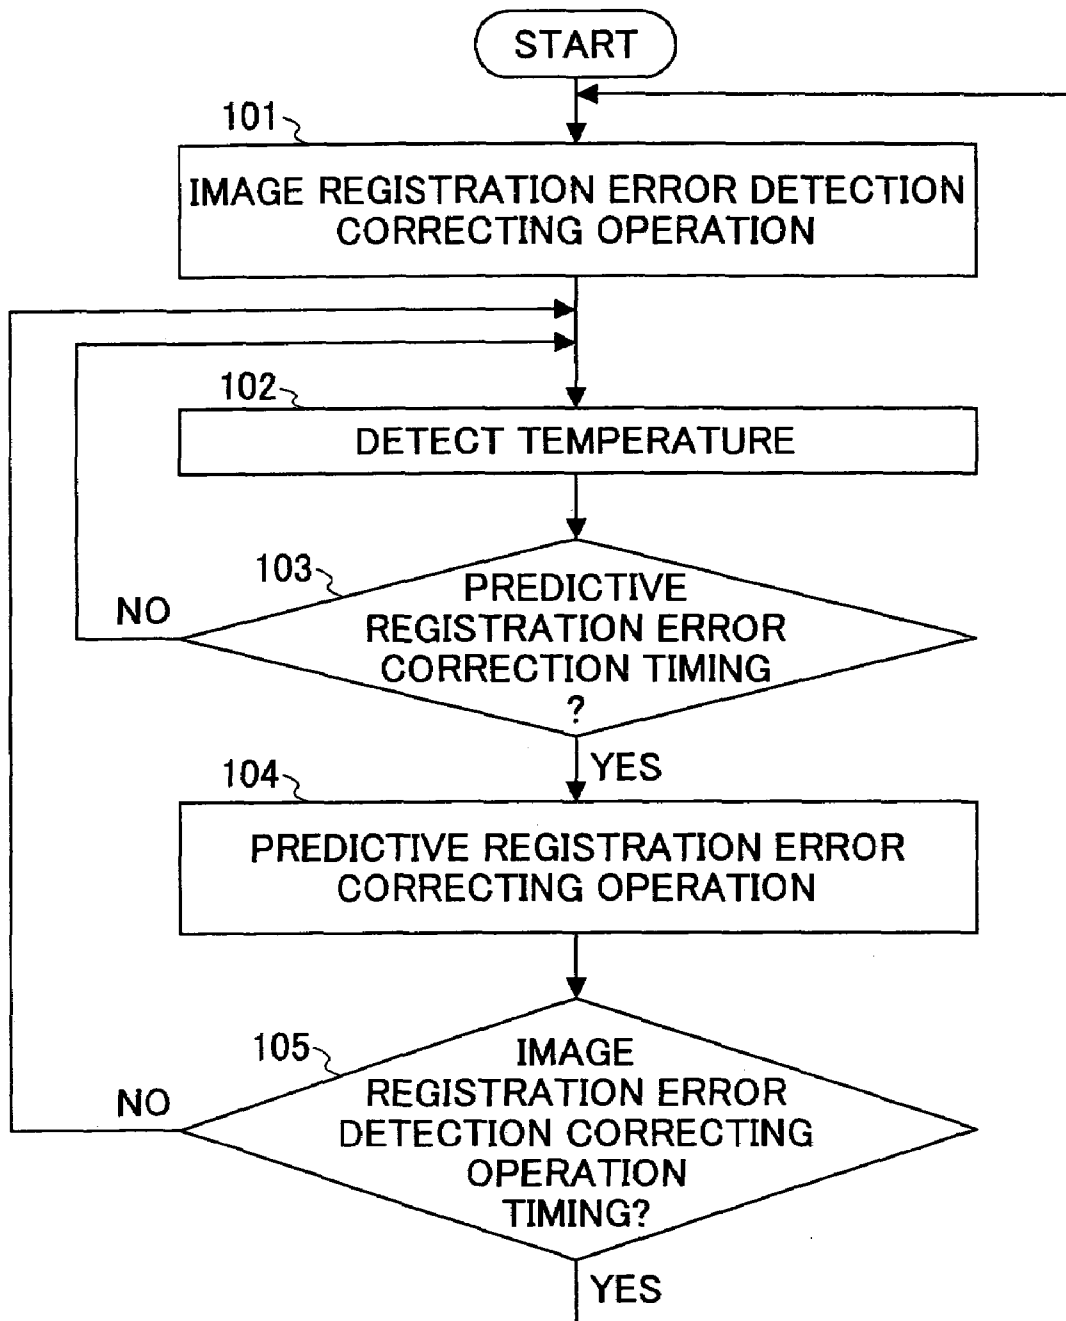 START
101
IMAGE REGISTRATION ERROR DETECTION
CORRECTING OPERATION
102
DETECT TEMPERATURE
103
PREDICTIVE
REGISTRATION ERROR
CORRECTION TIMING
?
NO
YES
104
PREDICTIVE REGISTRATION ERROR
CORRECTING OPERATION
105
IMAGE
REGISTRATION ERROR
DETECTION CORRECTING
OPERATION
TIMING?
NO
YES